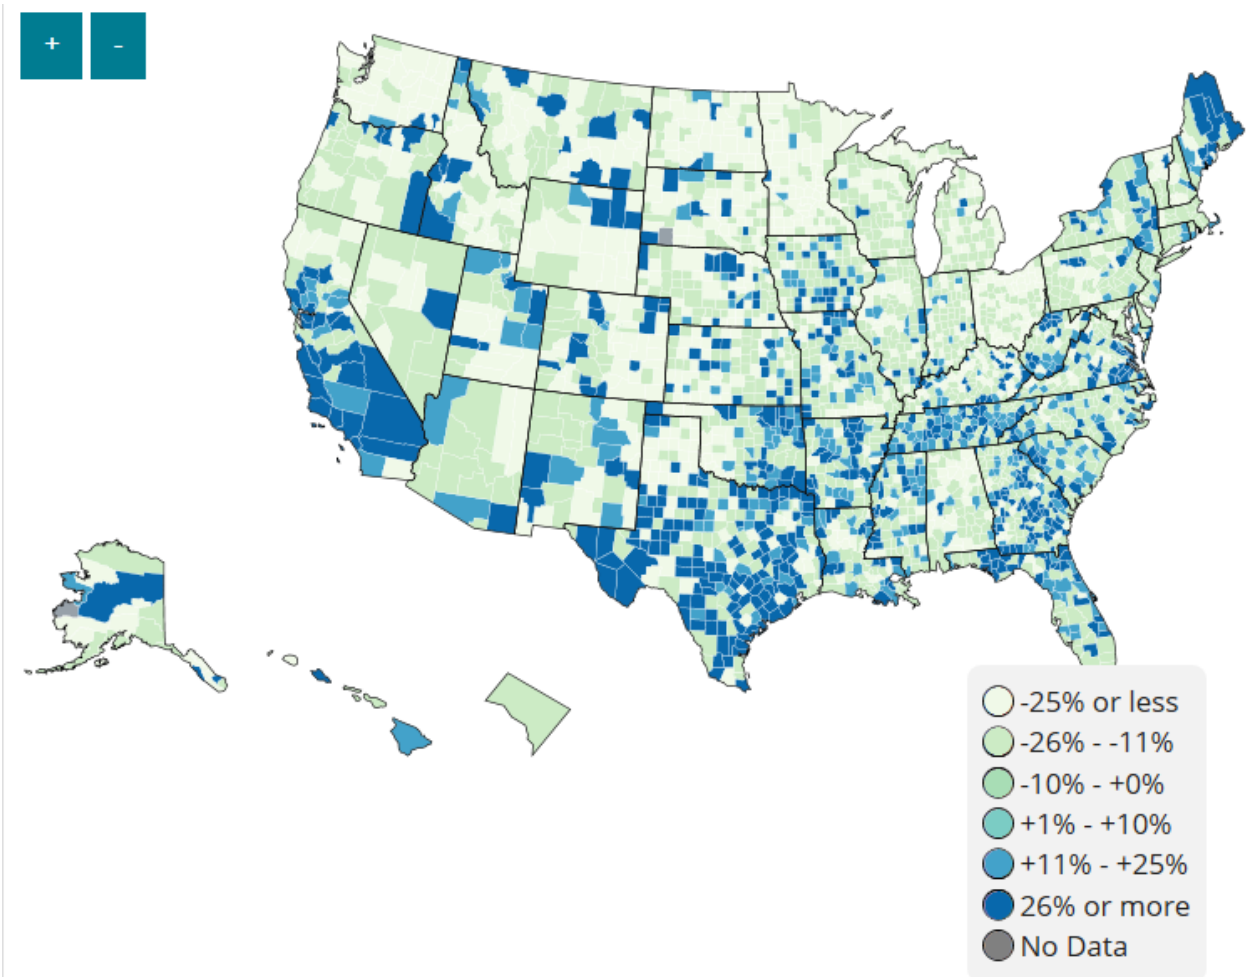 + -
-25% or less
-26% - -11%
-10% - +0%
+1% - +10%
+11% - +25%
26% or more
No Data